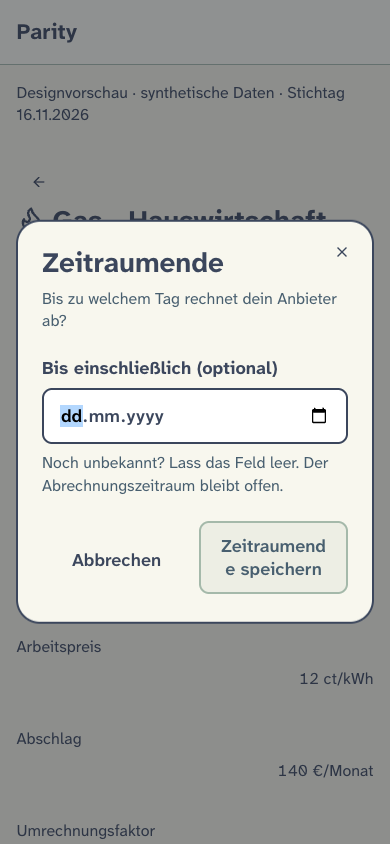 Parity
Designvorschau · synthetische Daten · Stichtag
16.11.2026
←
Gas – Hauswirtschaft
Zeitraumende
×
Bis zu welchem Tag rechnet dein Anbieter
ab?
Bis einschließlich (optional)
dd.mm.yyyy
Noch unbekannt? Lass das Feld leer. Der
Abrechnungszeitraum bleibt offen.
Abbrechen
Zeitraumend
e speichern
Arbeitspreis
12 ct/kWh
Abschlag
140 €/Monat
Umrechnungsfaktor